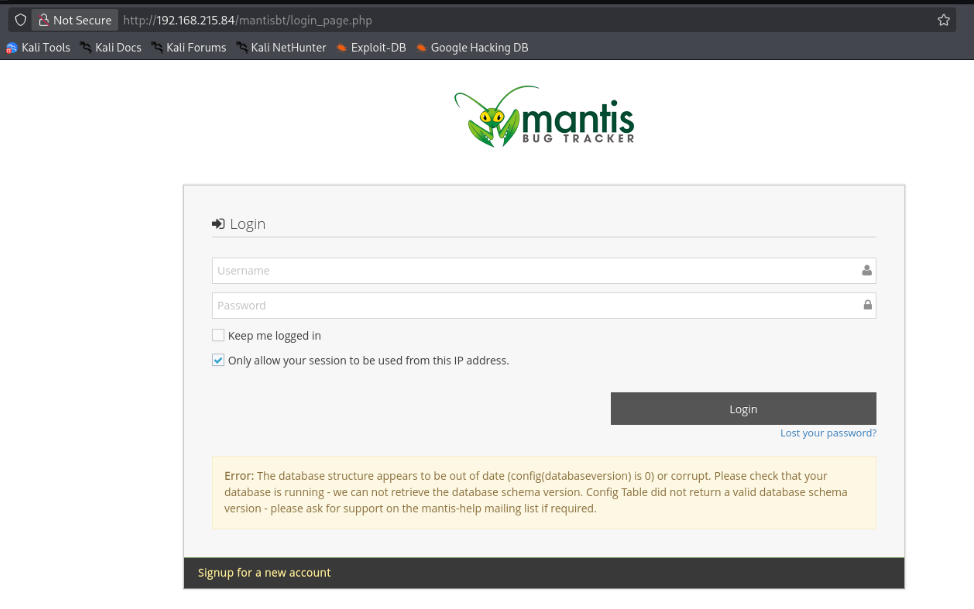 Not Secure http://192.168.215.84/mantisbt/login_page.php
Kali Tools Kali Docs Kali Forums Kali NetHunter Exploit-DB Google Hacking DB
mantis
BUG TRACKER
Login
Username
Password
Keep me logged in
Only allow your session to be used from this IP address.
Login
Lost your password?
Error: The database structure appears to be out of date (config(databaseversion) is 0) or corrupt. Please check that your
database is running - we can not retrieve the database schema version. Config Table did not return a valid database schema
version - please ask for support on the mantis-help mailing list if required.
Signup for a new account